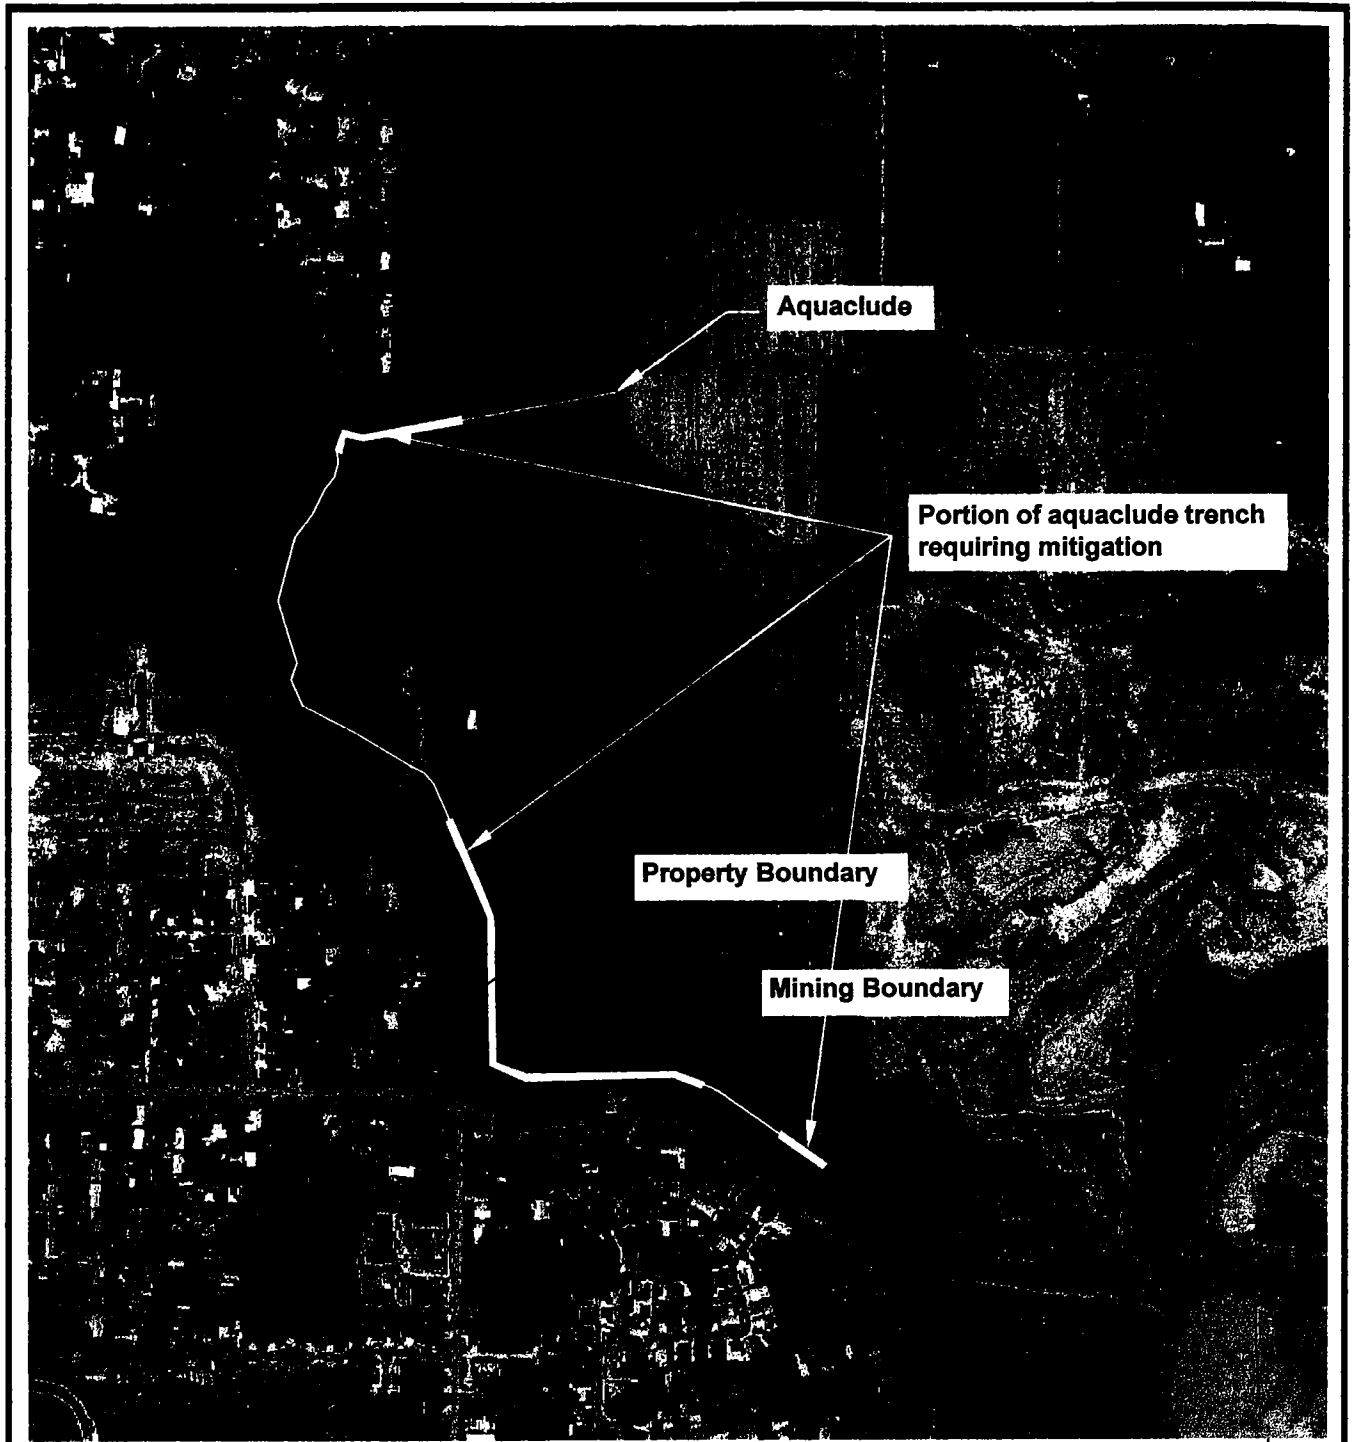 Aquaclude
Portion of aquaclude trench
requiring mitigation
Property Boundary
Mining Boundary